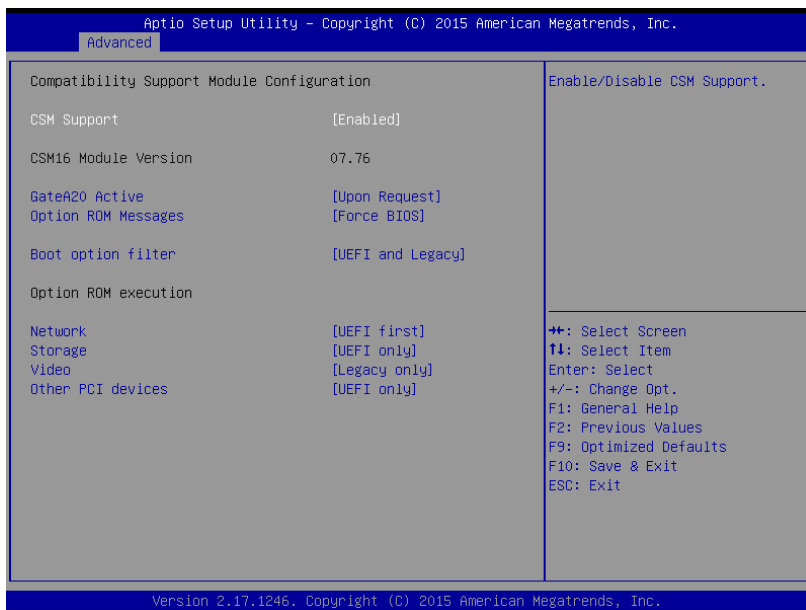 Aptio Setup Utility – Copyright (C) 2015 American Megatrends, Inc.
Advanced
Compatibility Support Module Configuration
CSM Support [Enabled]
CSM16 Module Version 07.76
GateA20 Active [Upon Request]
Option ROM Messages [Force BIOS]
Boot option filter [UEFI and Legacy]
Option ROM execution
Network [UEFI first]
Storage [UEFI only]
Video [Legacy only]
Other PCI devices [UEFI only]
Enable/Disable CSM Support.
→←: Select Screen
↑↓: Select Item
Enter: Select
+/-: Change Opt.
F1: General Help
F2: Previous Values
F9: Optimized Defaults
F10: Save & Exit
ESC: Exit
Version 2.17.1246. Copyright (C) 2015 American Megatrends, Inc.